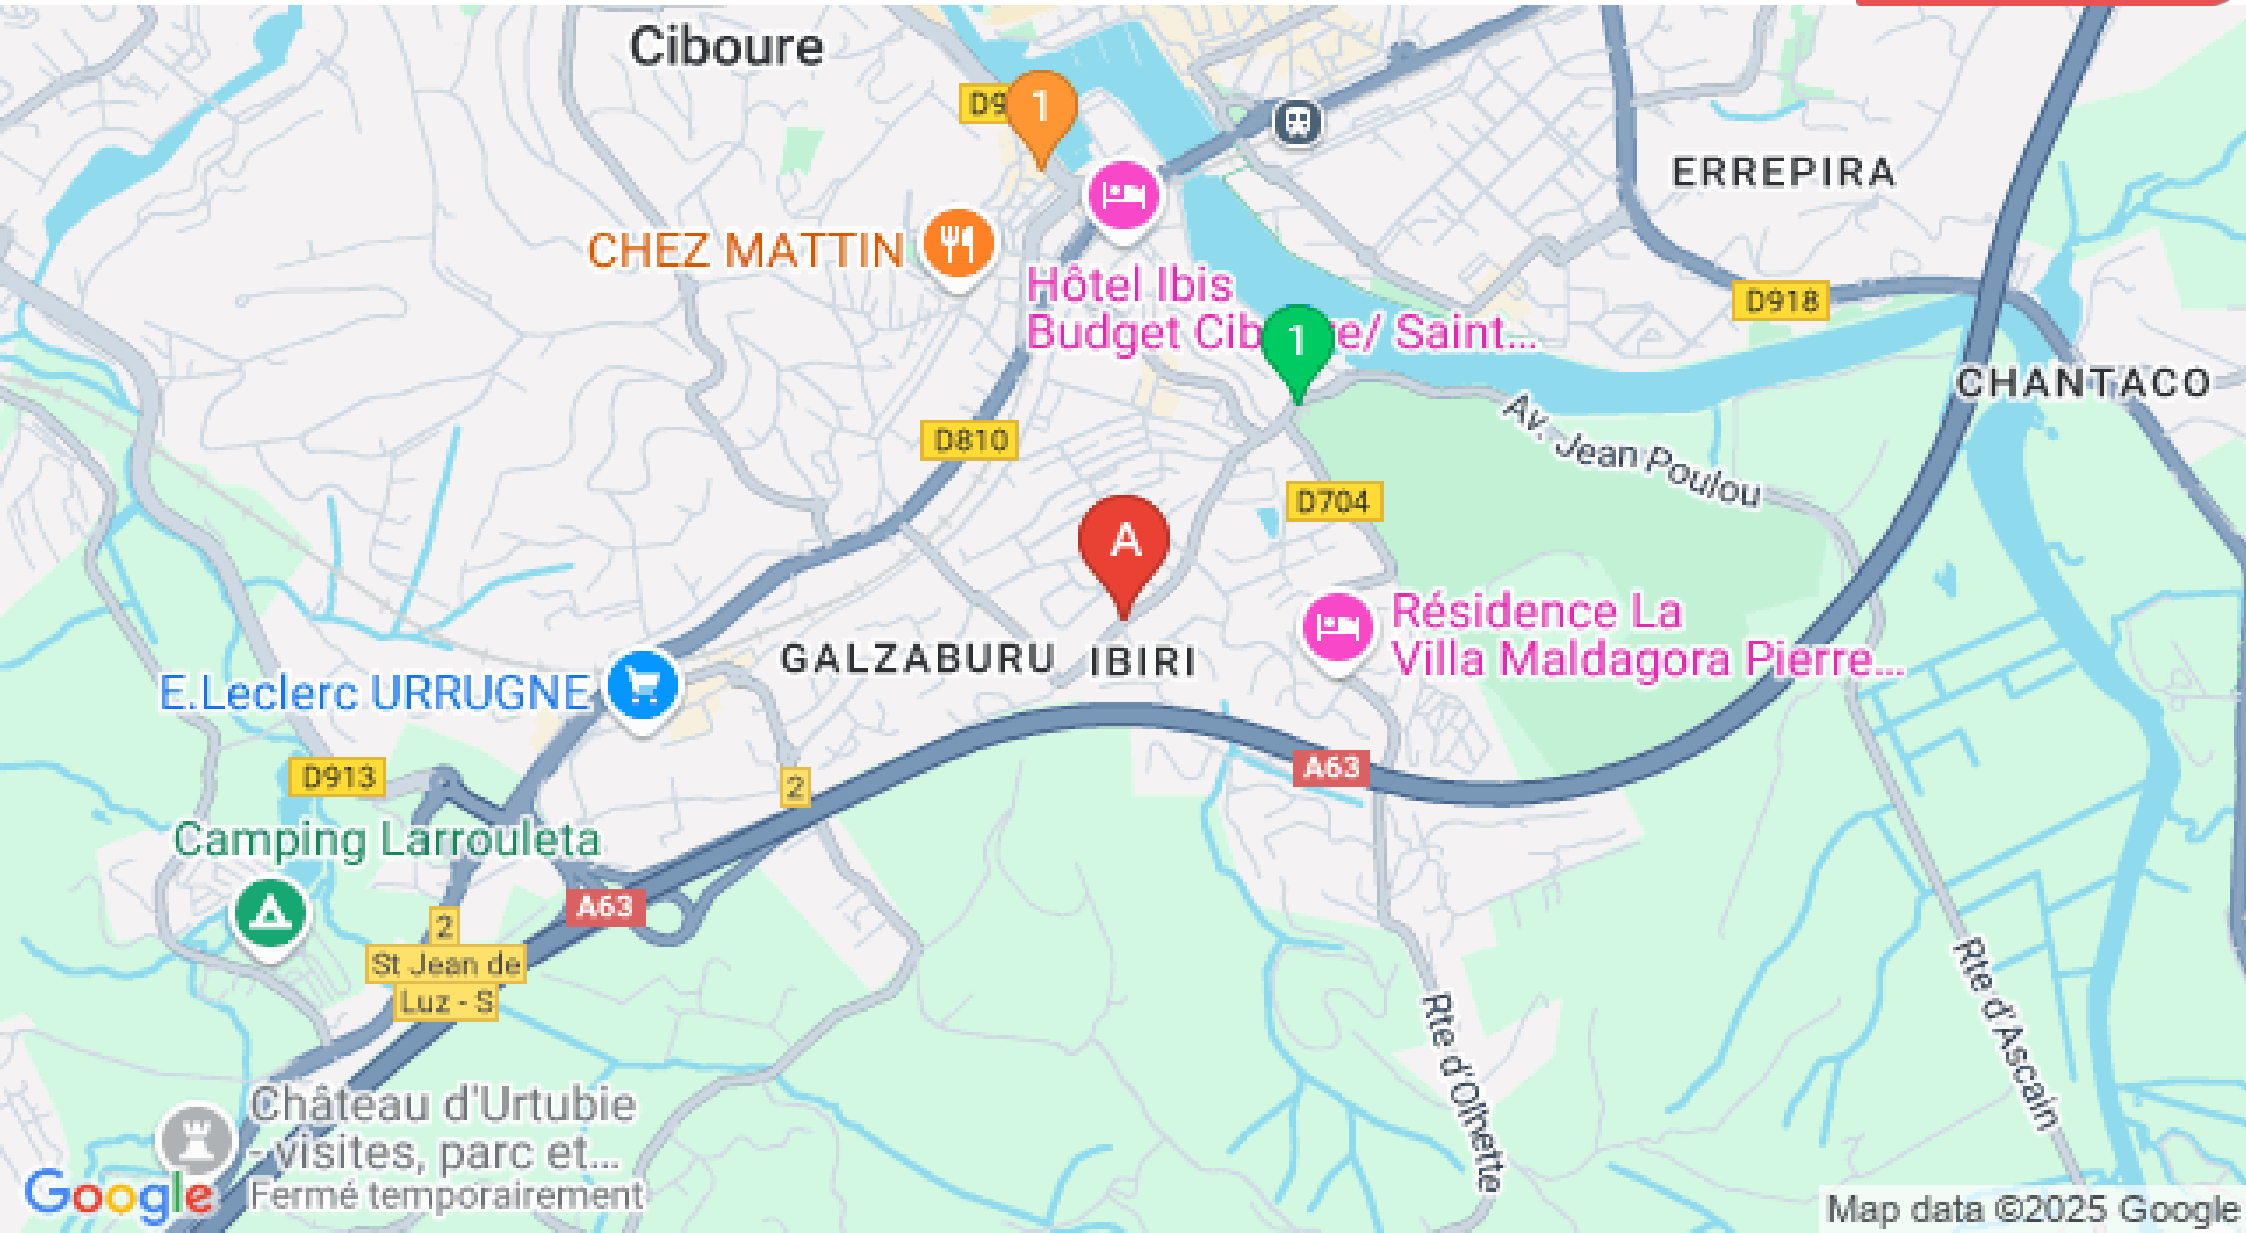 Ciboure
1
ERREPIRA
CHEZ MATTIN
Hôtel Ibis
Budget Cib re/ Saint...
1
D918
CHANTACO
Av. Jean Poulou
D810
D704
A
Résidence La
Villa Maldagora Pierre...
GALZABURU
IBIRI
E.Leclerc URRUGNE
A63
D913
2
Camping Larrouleta
A63
2
St Jean de
Luz - S
Rte d'Olhette
Rte d'Ascain
Château d'Urtubie
- visites, parc et...
Fermé temporairement
Google
Map data ©2025 Google